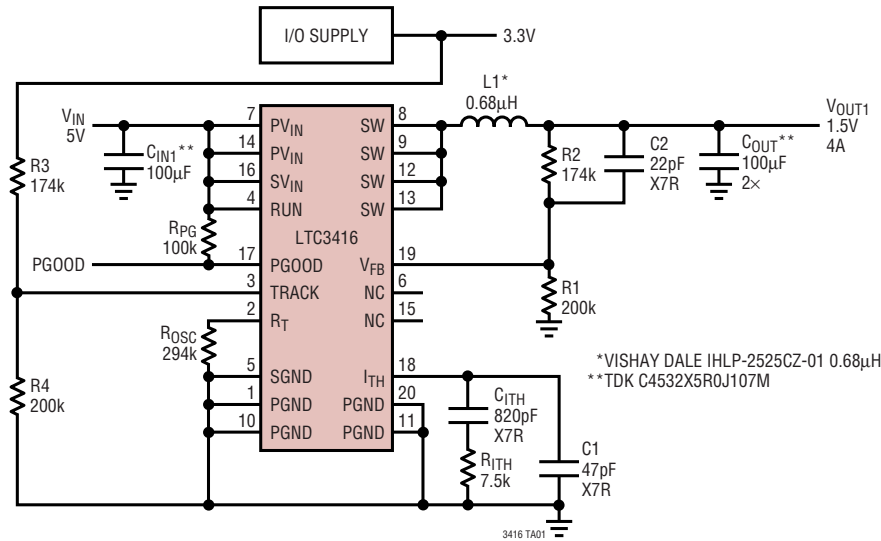 I/O SUPPLY
3.3V
L1*
0.68µH
VIN
5V
CIN1**
100µF
R3
174k
RPG
100k
PGOOD
ROSC
294k
R4
200k
7
14
16
4
17
3
2
5
1
10
PVIN
PVIN
SVIN
RUN
PGOOD
TRACK
RT
SGND
PGND
PGND
LTC3416
SW
SW
SW
SW
VFB
NC
NC
ITH
PGND
PGND
8
9
12
13
19
6
15
18
20
11
R2
174k
C2
22pF
X7R
COUT**
100µF
2×
VOUT1
1.5V
4A
R1
200k
CITH
820pF
X7R
RITH
7.5k
C1
47pF
X7R
*VISHAY DALE IHLP-2525CZ-01 0.68µH
**TDK C4532X5R0J107M
3416 TA01